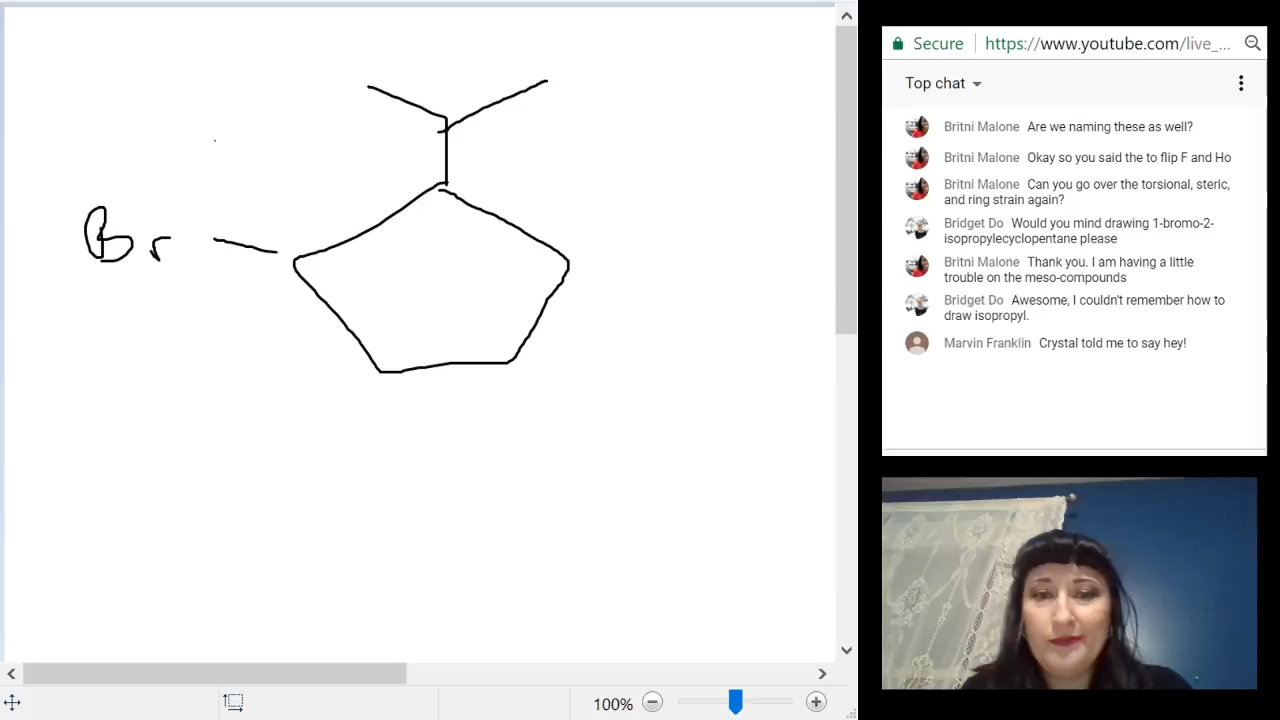 Br
100%
Secure https://www.youtube.com/live_...
Top chat
Britni Malone Are we naming these as well?
Britni Malone Okay so you said the to flip F and Ho
Britni Malone Can you go over the torsional, steric,
and ring strain again?
Bridget Do Would you mind drawing 1-bromo-2-
isopropylecyclopentane please
Britni Malone Thank you. I am having a little
trouble on the meso-compounds
Bridget Do Awesome, I couldn't remember how to
draw isopropyl.
Marvin Franklin Crystal told me to say hey!